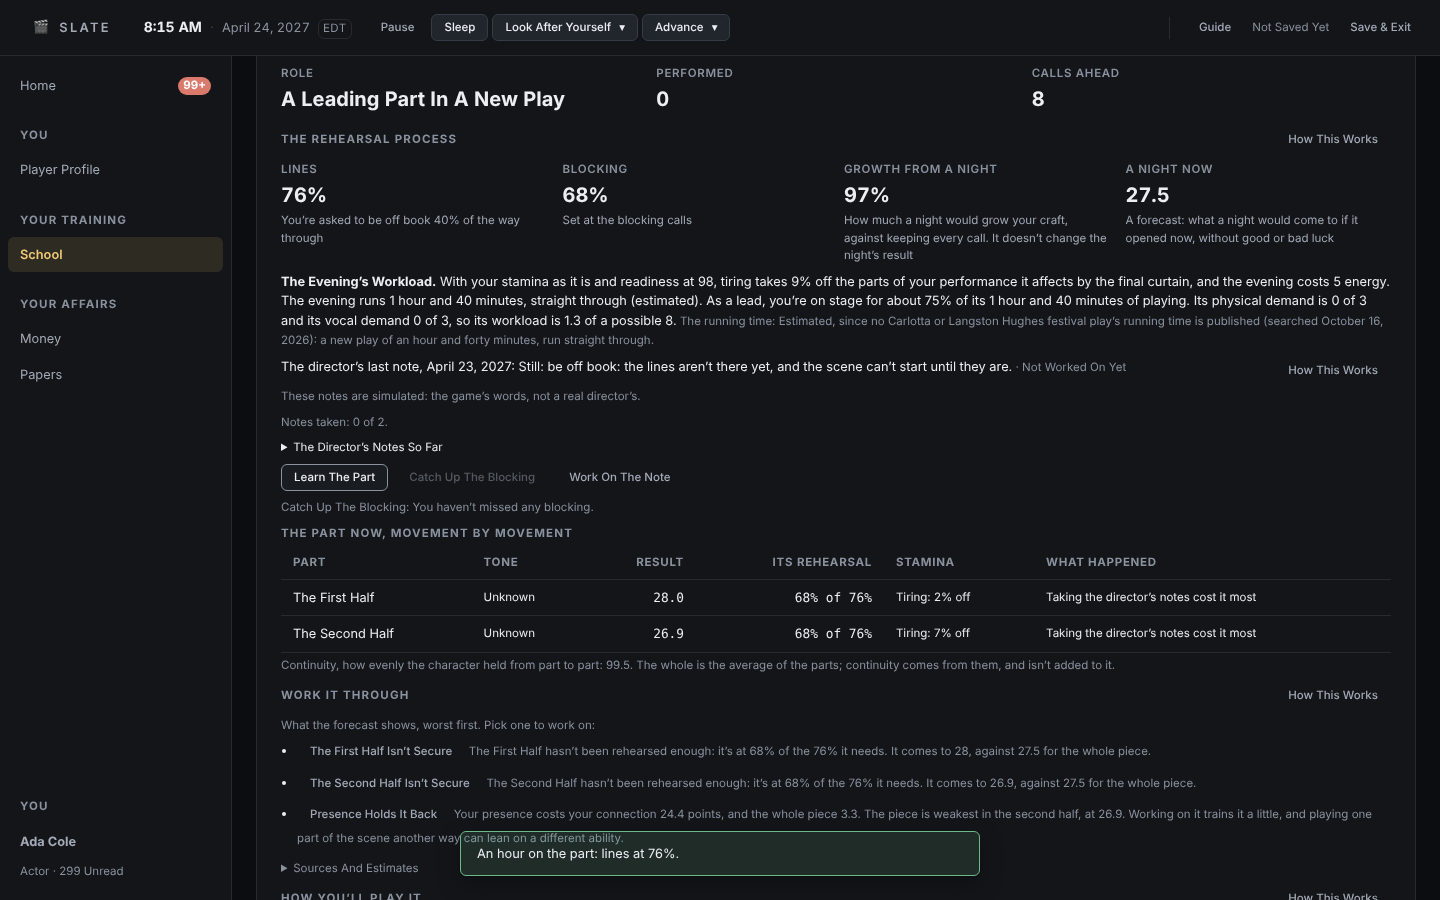 SLATE
8:15 AM · April 24, 2027 EDT
Pause
Sleep
Look After Yourself ▾
Advance ▾
Guide
Not Saved Yet
Save & Exit
Home
99+
YOU
Player Profile
YOUR TRAINING
School
YOUR AFFAIRS
Money
Papers
YOU
Ada Cole
Actor · 299 Unread
ROLE
A Leading Part In A New Play
PERFORMED
0
CALLS AHEAD
8
THE REHEARSAL PROCESS
How This Works
LINES
76%
You’re asked to be off book 40% of the way
through
BLOCKING
68%
Set at the blocking calls
GROWTH FROM A NIGHT
97%
How much a night would grow your craft,
against keeping every call. It doesn’t change the
night’s result
A NIGHT NOW
27.5
A forecast: what a night would come to if it
opened now, without good or bad luck
The Evening’s Workload. With your stamina as it is and readiness at 98, tiring takes 9% off the parts of your performance it affects by the final curtain, and the evening costs 5 energy.
The evening runs 1 hour and 40 minutes, straight through (estimated). As a lead, you’re on stage for about 75% of its 1 hour and 40 minutes of playing. Its physical demand is 0 of 3
and its vocal demand 0 of 3, so its workload is 1.3 of a possible 8. The running time: Estimated, since no Carlotta or Langston Hughes festival play’s running time is published (searched October 16,
2026): a new play of an hour and forty minutes, run straight through.
The director’s last note, April 23, 2027: Still: be off book: the lines aren’t there yet, and the scene can’t start until they are. · Not Worked On Yet
How This Works
These notes are simulated: the game’s words, not a real director’s.
Notes taken: 0 of 2.
▶ The Director’s Notes So Far
Learn The Part
Catch Up The Blocking
Work On The Note
Catch Up The Blocking: You haven’t missed any blocking.
THE PART NOW, MOVEMENT BY MOVEMENT
PART TONE RESULT ITS REHEARSAL STAMINA WHAT HAPPENED
The First Half Unknown 28.0 68% of 76% Tiring: 2% off Taking the director’s notes cost it most
The Second Half Unknown 26.9 68% of 76% Tiring: 7% off Taking the director’s notes cost it most
Continuity, how evenly the character held from part to part: 99.5. The whole is the average of the parts; continuity comes from them, and isn’t added to it.
WORK IT THROUGH
How This Works
What the forecast shows, worst first. Pick one to work on:
• The First Half Isn’t Secure The First Half hasn’t been rehearsed enough: it’s at 68% of the 76% it needs. It comes to 28, against 27.5 for the whole piece.
• The Second Half Isn’t Secure The Second Half hasn’t been rehearsed enough: it’s at 68% of the 76% it needs. It comes to 26.9, against 27.5 for the whole piece.
• Presence Holds It Back Your presence costs your connection 24.4 points, and the whole piece 3.3. The piece is weakest in the second half, at 26.9. Working on it trains it a little, and playing one
part of the scene another way can lean on a different ability.
An hour on the part: lines at 76%.
▶ Sources And Estimates
HOW YOU’LL PLAY IT
How This Works